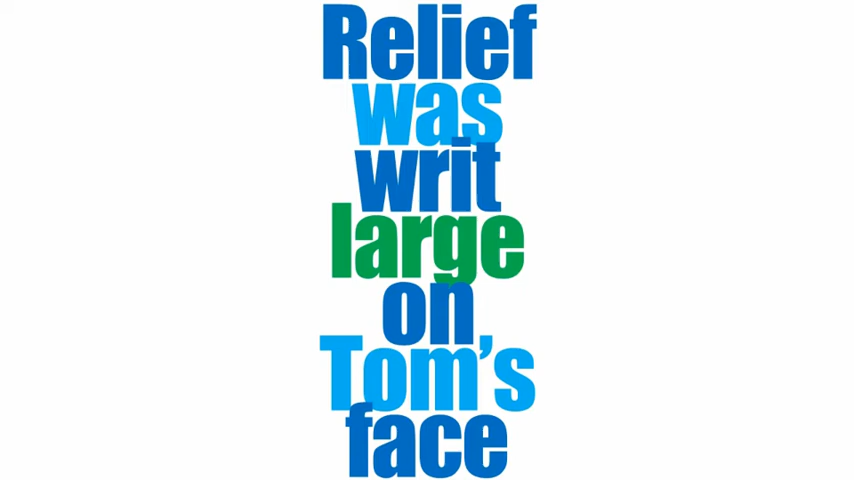 Relief
was
writ
large
on
Tom's
face